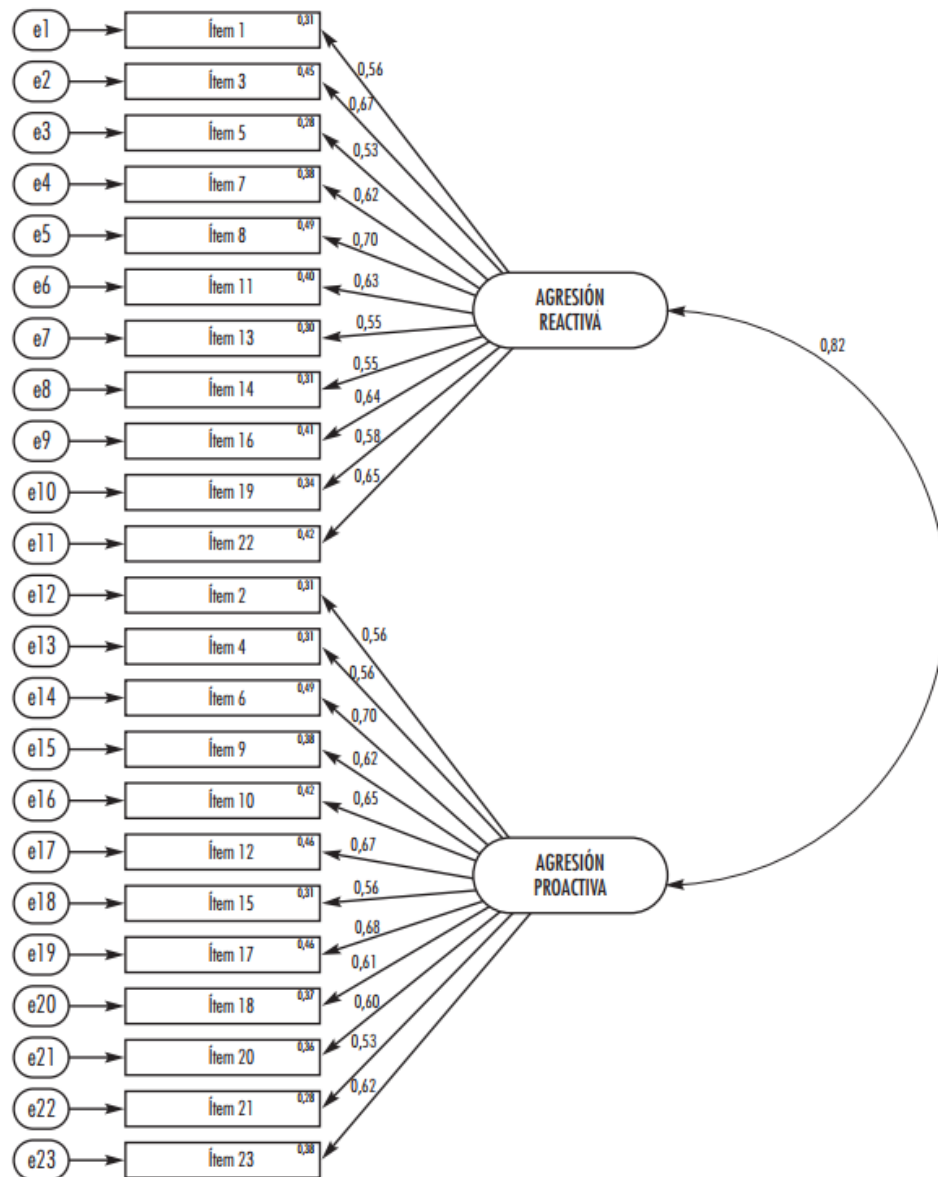 e1 Ítem 1 0,31
0,56
e2 Ítem 3 0,45
0,67
e3 Ítem 5 0,28
0,53
e4 Ítem 7 0,38
0,62
e5 Ítem 8 0,49
0,70
e6 Ítem 11 0,40
0,63
AGRESIÓN
REACTIVÁ
e7 Ítem 13 0,30
0,55
0,82
e8 Ítem 14 0,31
0,55
0,64
e9 Ítem 16 0,41
0,58
e10 Ítem 19 0,34
0,65
e11 Ítem 22 0,42
e12 Ítem 2 0,31
0,56
e13 Ítem 4 0,31
0,56
e14 Ítem 6 0,49
0,70
e15 Ítem 9 0,38
0,62
e16 Ítem 10 0,42
0,65
e17 Ítem 12 0,46
0,67
AGRESIÓN
PROACTIVA
e18 Ítem 15 0,31
0,56
0,68
e19 Ítem 17 0,46
0,61
e20 Ítem 18 0,37
0,60
e21 Ítem 20 0,36
0,53
e22 Ítem 21 0,28
0,62
e23 Ítem 23 0,38